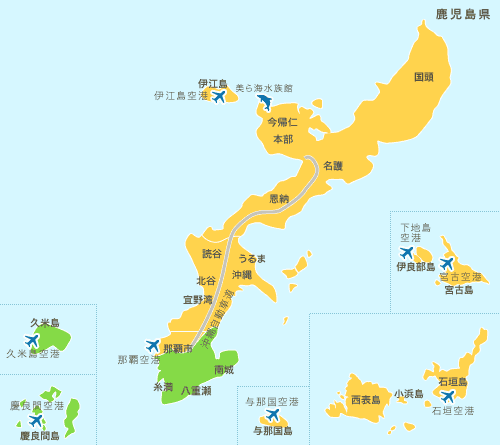 鹿児島県
国頭
伊江島
伊江島空港
美ら海水族館
今帰仁
本部
名護
恩納
読谷
うるま
北谷
沖縄
宜野湾
沖縄自動車道
那覇市
那覇空港
南城
糸満
八重瀬
下地島
空港
伊良部島
宮古空港
宮古島
久米島
久米島空港
慶良間空港
慶良間島
与那国空港
与那国島
西表島
小浜島
石垣島
石垣空港